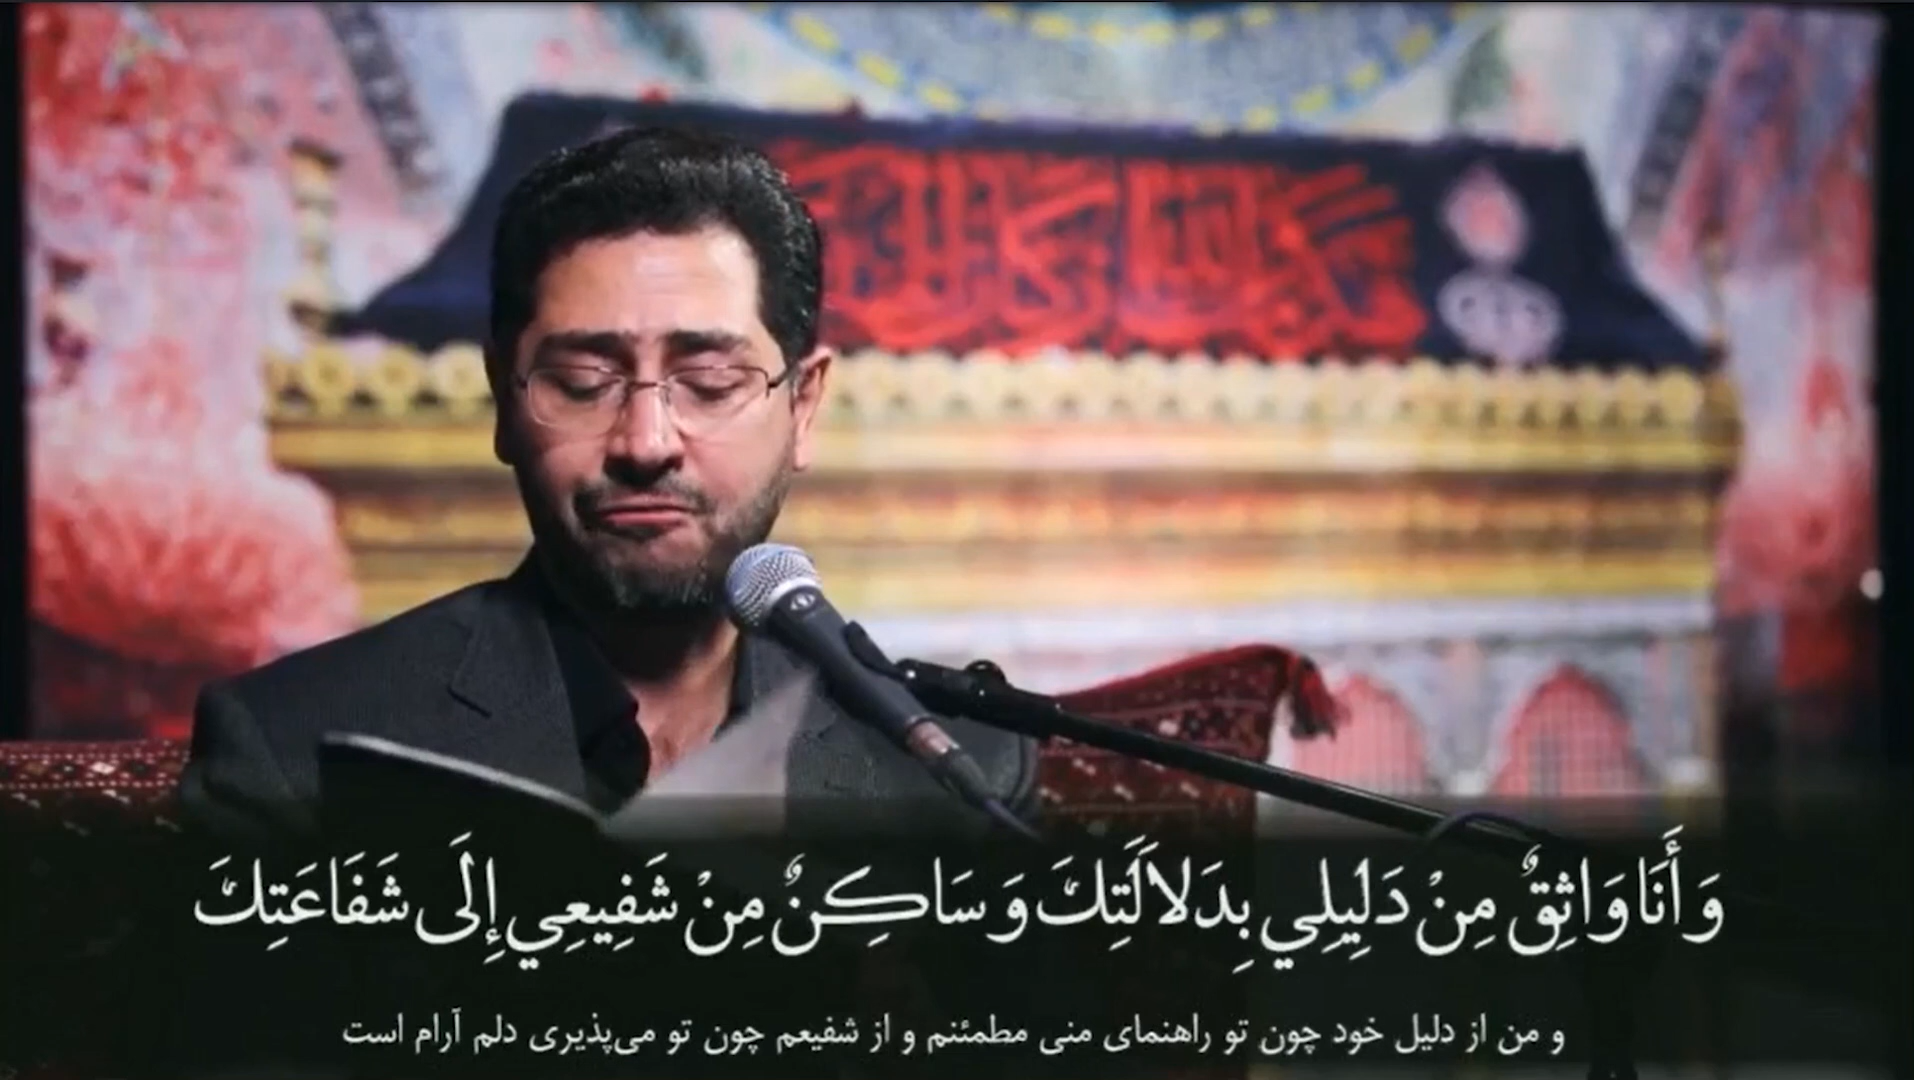 وَ أَنَا وَاثِقٌ مِنْ دَلِيلِي بِدَلاَلَتِكَ وَ سَاكِنٌ مِنْ شَفِيعِي إِلَى شَفَاعَتِكَ
و من از دلیل خود چون تو راهنمای منی مطمئنم و از شفیعم چون تو می‌پذیری دلم آرام است